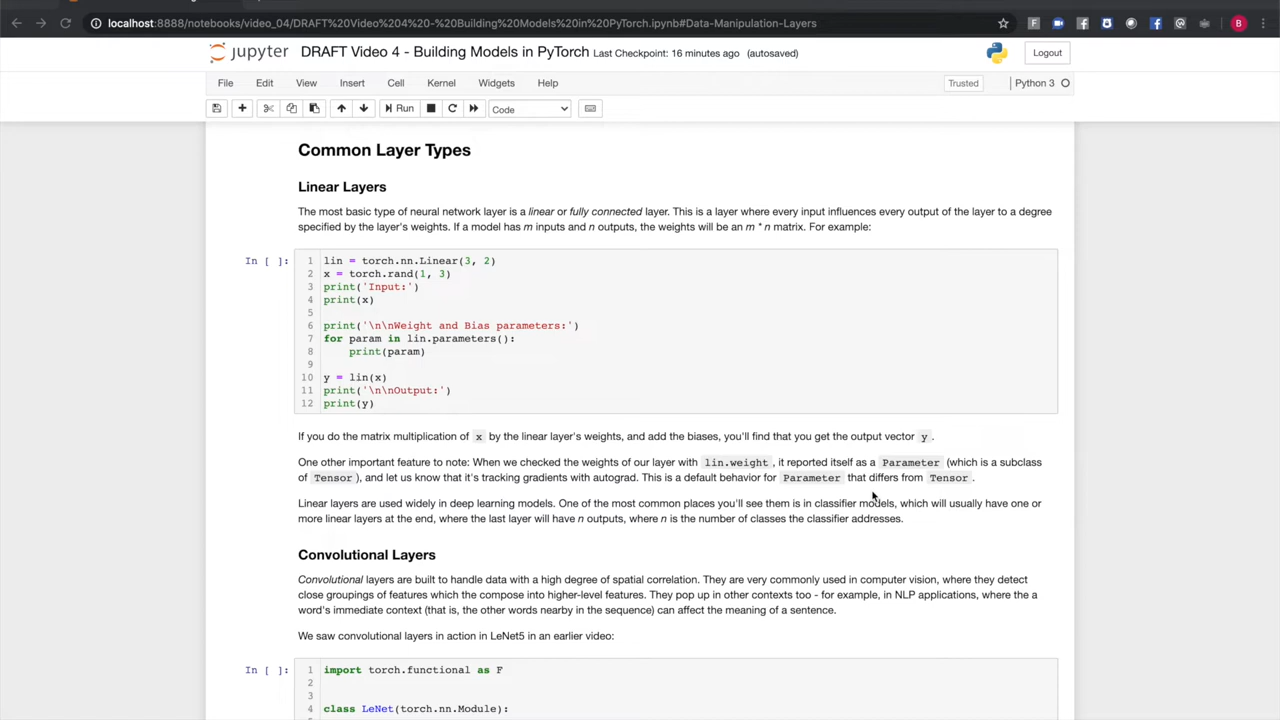 localhost:8888/notebooks/video_04/DRAFT%20Video%204%20-%20Building%20Models%20in%20PyTorch.ipynb#Data-Manipulation-Layers
jupyter DRAFT Video 4 - Building Models in PyTorch Last Checkpoint: 16 minutes ago (autosaved) Logout
File Edit View Insert Cell Kernel Widgets Help Trusted Python 3
Run Code
Common Layer Types
Linear Layers
The most basic type of neural network layer is a linear or fully connected layer. This is a layer where every input influences every output of the layer to a degree
specified by the layer's weights. If a model has m inputs and n outputs, the weights will be an m * n matrix. For example:
In [ ]: 1 lin = torch.nn.Linear(3, 2)
2 x = torch.rand(1, 3)
3 print('Input:')
4 print(x)
5
6 print('\n\nWeight and Bias parameters:')
7 for param in lin.parameters():
8 print(param)
9
10 y = lin(x)
11 print('\n\nOutput:')
12 print(y)
If you do the matrix multiplication of x by the linear layer's weights, and add the biases, you'll find that you get the output vector y .
One other important feature to note: When we checked the weights of our layer with lin.weight , it reported itself as a Parameter (which is a subclass
of Tensor ), and let us know that it's tracking gradients with autograd. This is a default behavior for Parameter that differs from Tensor .
Linear layers are used widely in deep learning models. One of the most common places you'll see them is in classifier models, which will usually have one or
more linear layers at the end, where the last layer will have n outputs, where n is the number of classes the classifier addresses.
Convolutional Layers
Convolutional layers are built to handle data with a high degree of spatial correlation. They are very commonly used in computer vision, where they detect
close groupings of features which the compose into higher-level features. They pop up in other contexts too - for example, in NLP applications, where the a
word's immediate context (that is, the other words nearby in the sequence) can affect the meaning of a sentence.
We saw convolutional layers in action in LeNet5 in an earlier video:
In [ ]: 1 import torch.functional as F
2
3
4 class LeNet(torch.nn.Module):